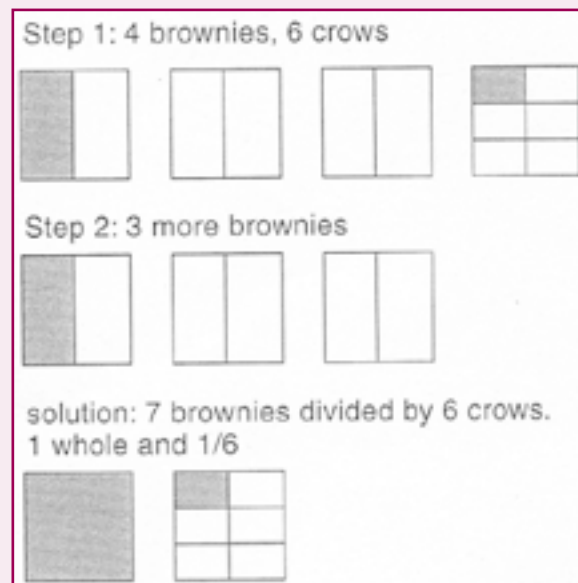 Step 1: 4 brownies, 6 crows
Step 2: 3 more brownies
solution: 7 brownies divided by 6 crows.
1 whole and 1/6